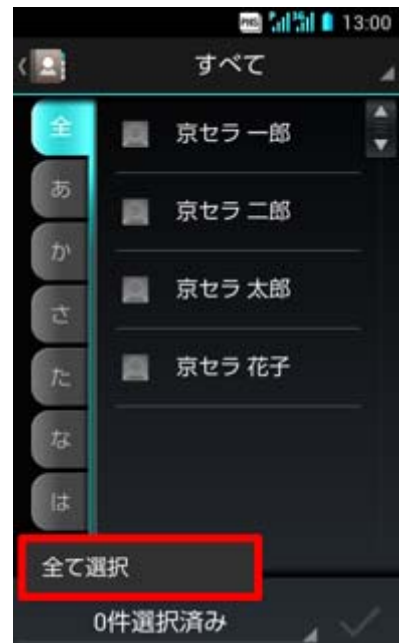 PHS 3G 13:00
すべて
全
京セラ 一郎
あ
京セラ 二郎
か
京セラ 太郎
さ
京セラ 花子
た
な
は
全て選択
0件選択済み